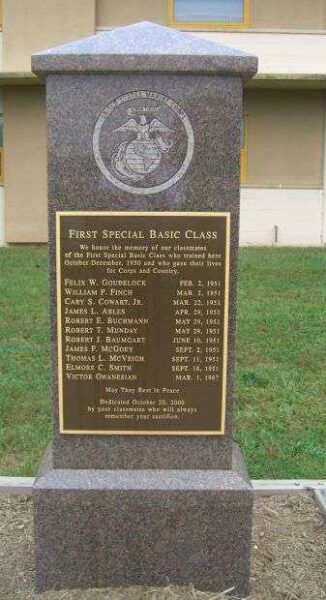 UNITED STATES MARINE CORPS
FIRST SPECIAL BASIC CLASS
We honor the memory of our classmates
of the First Special Basic Class who trained here
October-December, 1950 and who gave their lives
for Corps and Country.
FELIX W. GOUDELOCK FEB. 2, 1951
WILLIAM P. FINCH MAR. 2, 1951
CARY S. COWART, JR. MAR. 22, 1951
JAMES L. ABLES APR. 29, 1951
ROBERT E. BUCHMANN MAY 29, 1951
ROBERT T. MUNDAY MAY 29, 1951
ROBERT J. BAUMGART JUNE 10, 1951
JAMES F. MCGOEY SEPT. 2, 1951
THOMAS L. MCVEIGH SEPT. 11, 1951
ELMORE C. SMITH SEPT. 16, 1951
VICTOR OHANESIAN MAR. 1, 1967
May They Rest in Peace
Dedicated October 20, 2000
by your classmates who will always
remember your sacrifice.